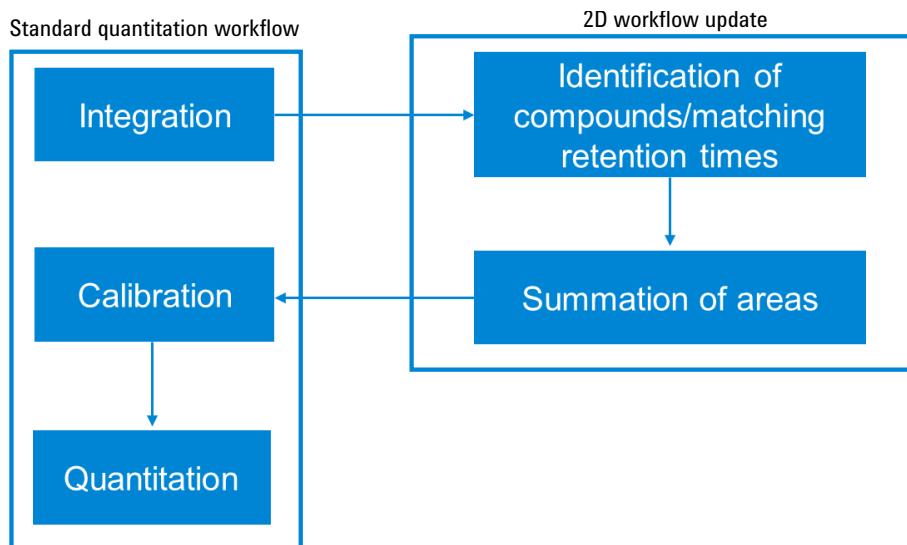 Standard quantitation workflow
2D workflow update
Integration
Identification of
compounds/matching
retention times
Calibration
Summation of areas
Quantitation